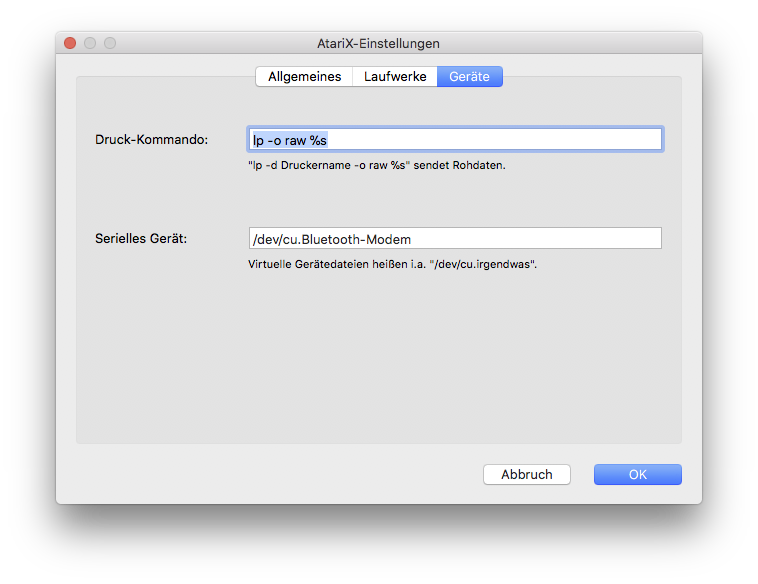 AtariX-Einstellungen
Allgemeines Laufwerke Geräte
Druck-Kommando: lp -o raw %s
"lp -d Druckername -o raw %s" sendet Rohdaten.
Serielles Gerät: /dev/cu.Bluetooth-Modem
Virtuelle Gerätedateien heißen i.a. "/dev/cu.irgendwas".
Abbruch OK